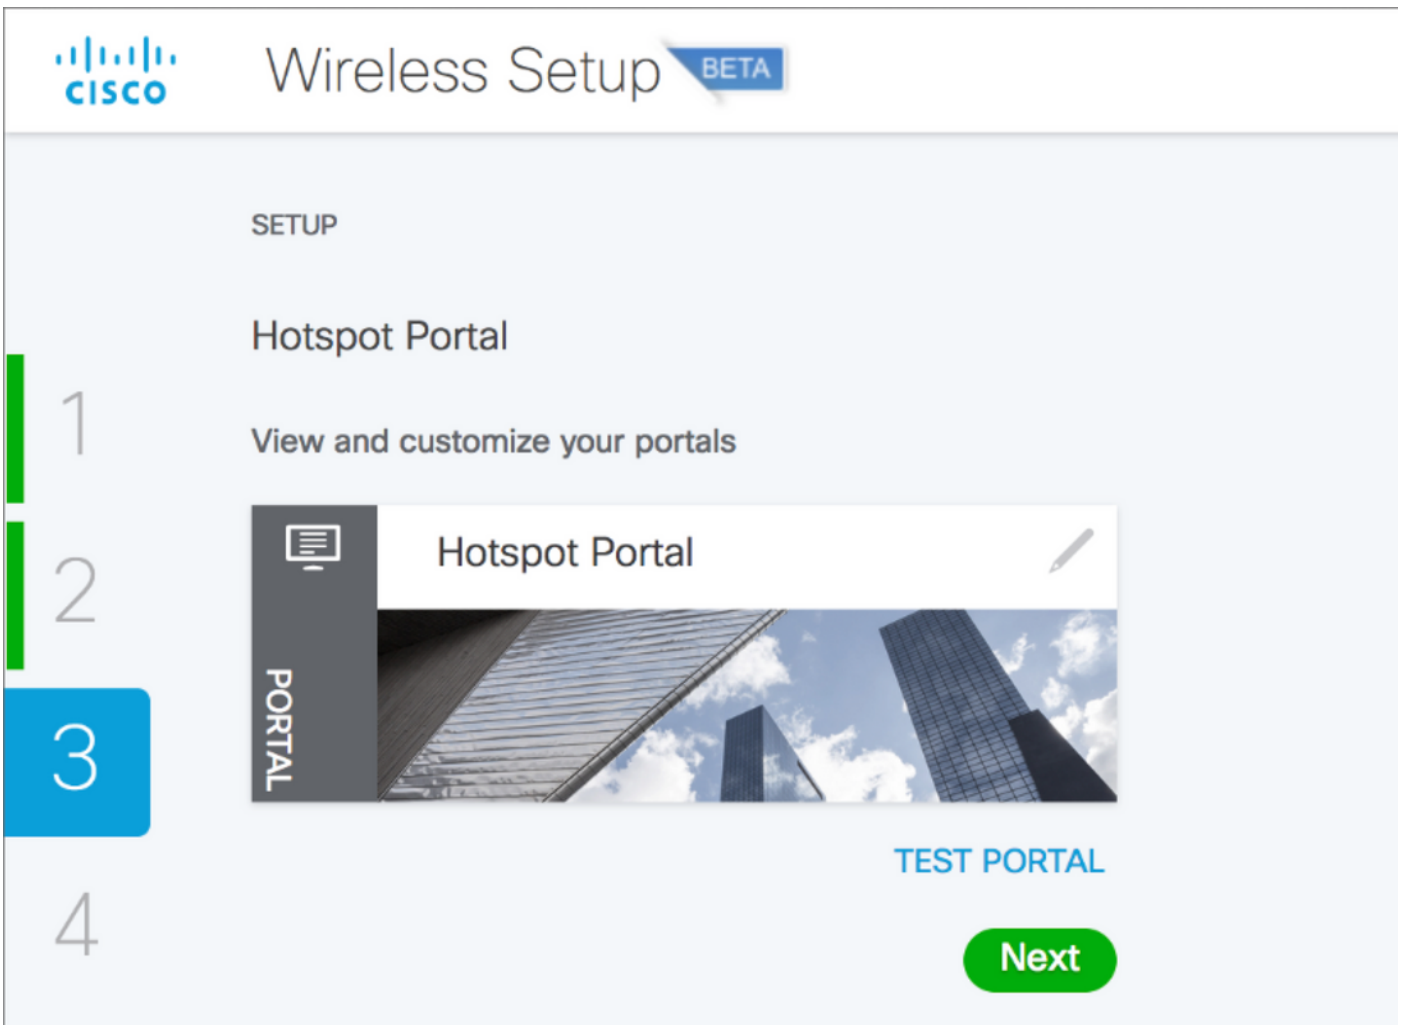 CISCO
Wireless Setup BETA
SETUP
Hotspot Portal
View and customize your portals
1
2
3
4
PORTAL
Hotspot Portal
TEST PORTAL
Next